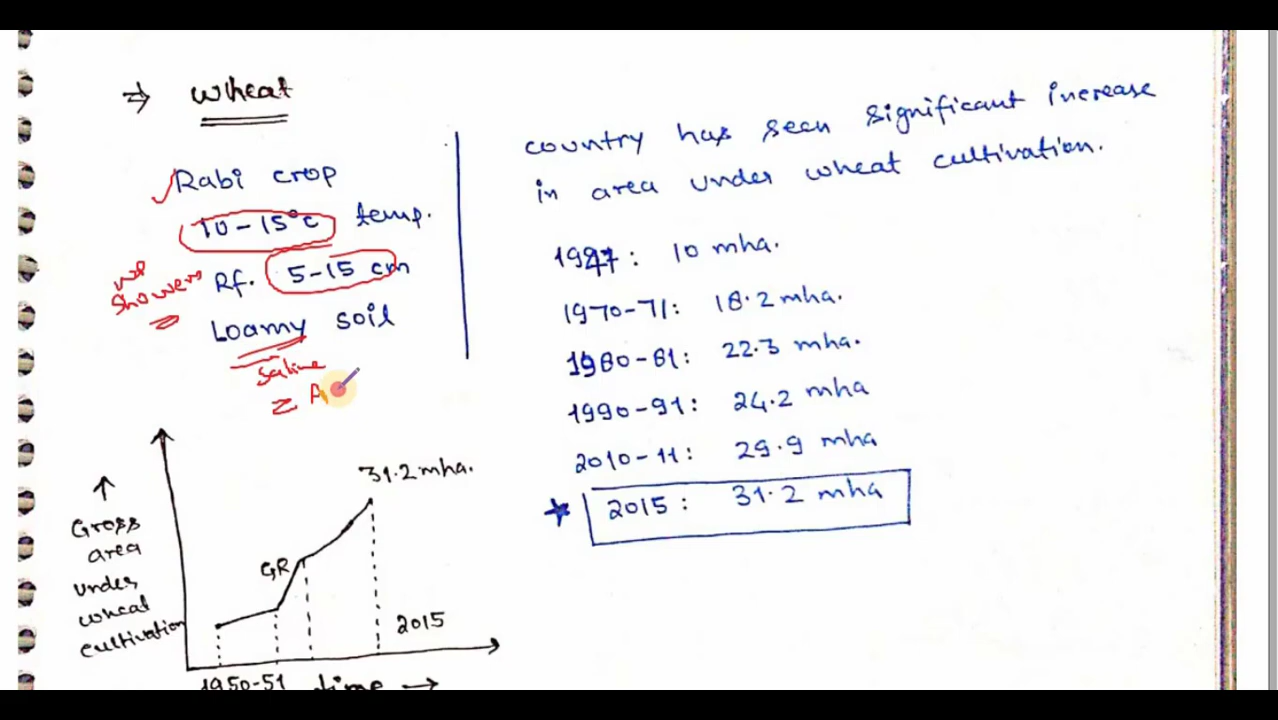 ⇒ Wheat
Rabi crop
10-15°C temp.
showers Rf. 5-15 cm
Loamy soil
saline
country has seen significant increase
in area under wheat cultivation.
1947: 10 mha.
1970-71: 18.2 mha.
1980-81: 22.3 mha.
1990-91: 24.2 mha
2010-11: 29.9 mha
★ 2015: 31.2 mha
31.2 mha.
↑
Gross
area
under
wheat
cultivation
GR
2015
1950-51 time →